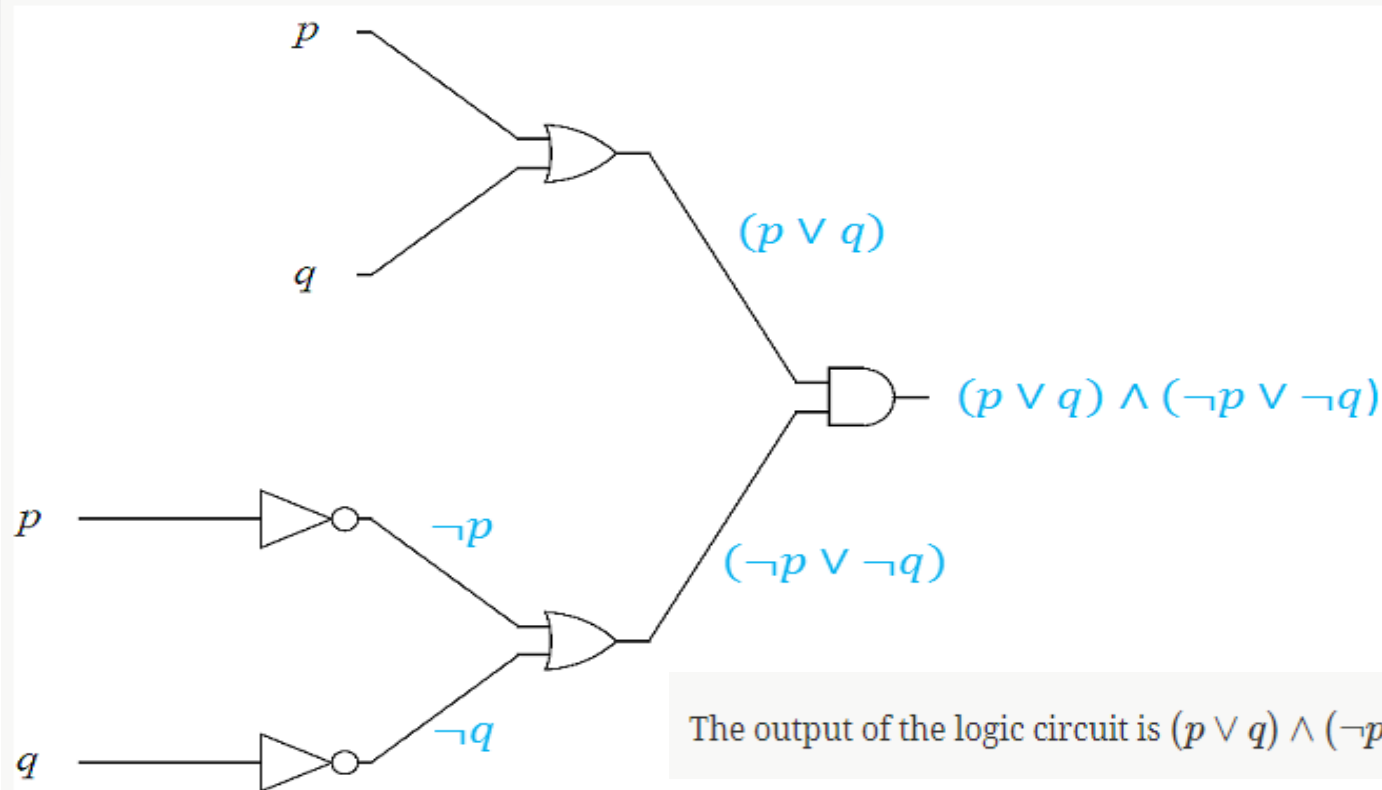 p
(p ∨ q)
q
(p ∨ q) ∧ (¬p ∨ ¬q)
p
¬p
(¬p ∨ ¬q)
¬q
The output of the logic circuit is (p ∨ q) ∧ (¬p
q